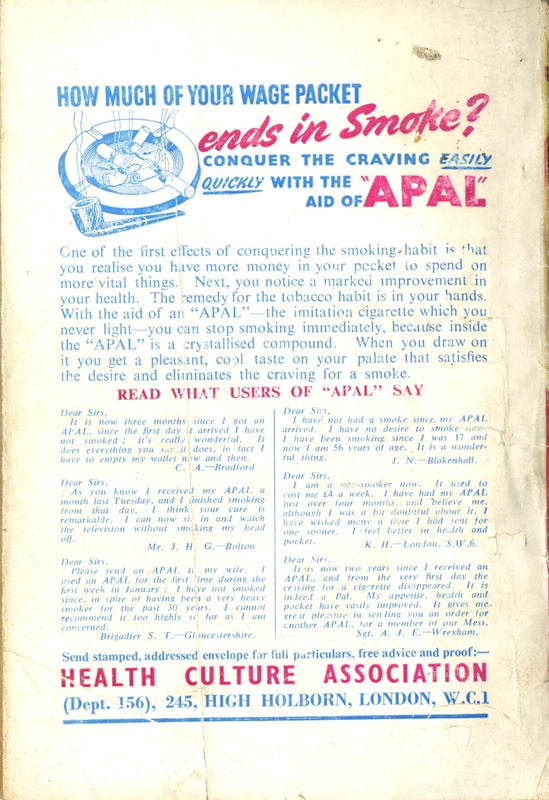 HOW MUCH OF YOUR WAGE PACKET
ends in Smoke?
CONQUER THE CRAVING EASILY
QUICKLY WITH THE "APAL"
AID OF
One of the first effects of conquering the smoking habit is that
you realise you have more money in your pocket to spend on
more vital things. Next, you notice a marked improvement in
your health. The remedy for the tobacco habit is in your hands.
With the aid of an "APAL"—the imitation cigarette which you
never light—you can stop smoking immediately, because inside
the "APAL" is a crystallised compound. When you draw on
it you get a pleasant, cool taste on your palate that satisfies
the desire and eliminates the craving for a smoke.
READ WHAT USERS OF "APAL" SAY
Dear Sirs,
It is now three months since I got an
APAL, since the first day it arrived I have
not smoked; it's really wonderful. It
does everything you say it does, in fact I
have to empty my wallet now and then.
C. A.—Bradford
Dear Sirs,
As you know I received my APAL a
month last Tuesday, and I finished smoking
from that day. I think your cure is
remarkable. I can now sit in and watch
the television without smoking my head
off.
Mr. J. H. G.—Bolton
Dear Sirs,
Please send an APAL to my wife. I
used an APAL for the first time during the
first week in January; I have not smoked
since, in spite of having been a very heavy
smoker for the past 30 years. I cannot
recommend it too highly so far as I am
concerned.
Brigadier S. T.—Gloucestershire.
Dear Sirs,
I have not had a smoke since my APAL
arrived. I have no desire to smoke now.
I have been smoking since I was 17 and
now I am 56 years of age. It is a wonder-
ful thing.
J. N.—Blakenhall.
Dear Sirs,
I am a non-smoker now. It used to
cost me £4 a week. I have had my APAL
just over four months, and believe me,
although I was a bit doubtful about it, I
have wished many a time I had sent for
one sooner. I feel better in health and
pocket.
K. H.—London, S.W.6.
Dear Sirs,
It is now two years since I received an
APAL, and from the very first day the
craving for a cigarette disappeared. It is
indeed a Pal. My appetite, health and
pocket have vastly improved. It gives me
great pleasure in sending you an order for
another APAL, for a member of our Mess.
Sgt. A. J. E.—Wrexham.
Send stamped, addressed envelope for full particulars, free advice and proof:—
HEALTH CULTURE ASSOCIATION
(Dept. 156), 245, HIGH HOLBORN, LONDON, W.C.1